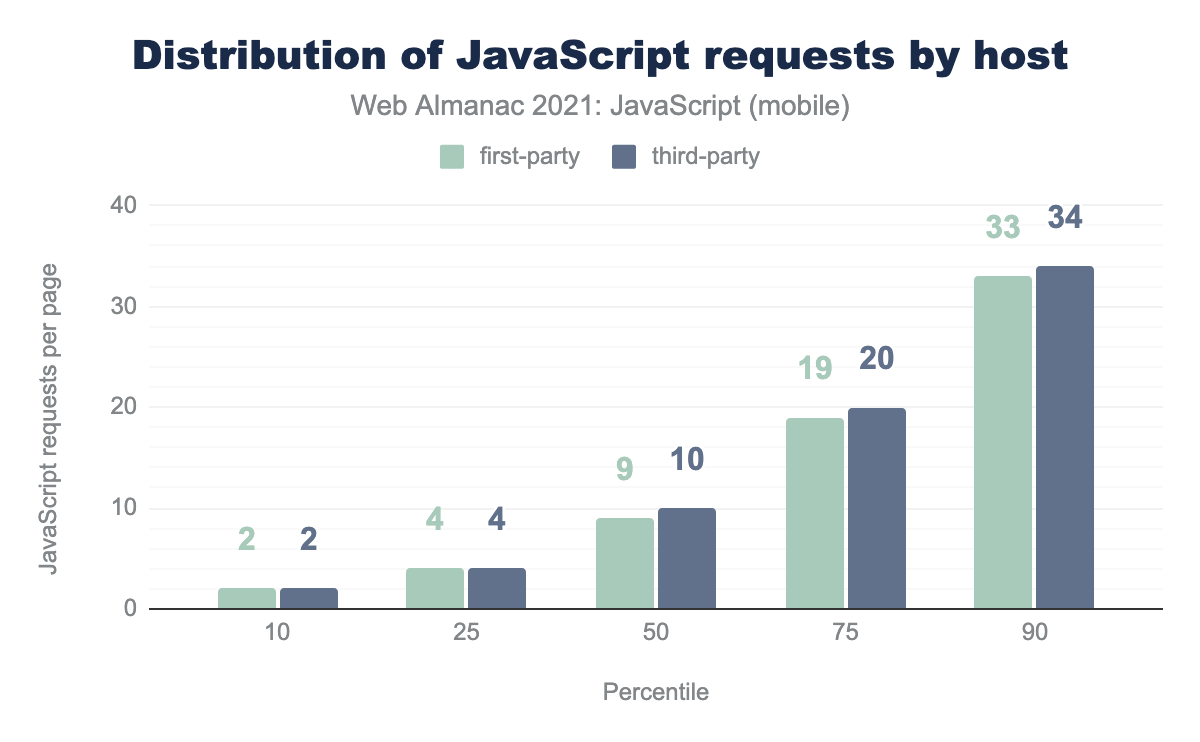 Distribution of JavaScript requests by host
Web Almanac 2021: JavaScript (mobile)
first-party third-party
JavaScript requests per page
40
30
20
10
0
2 2 4 4 9 10 19 20 33 34
10 25 50 75 90
Percentile